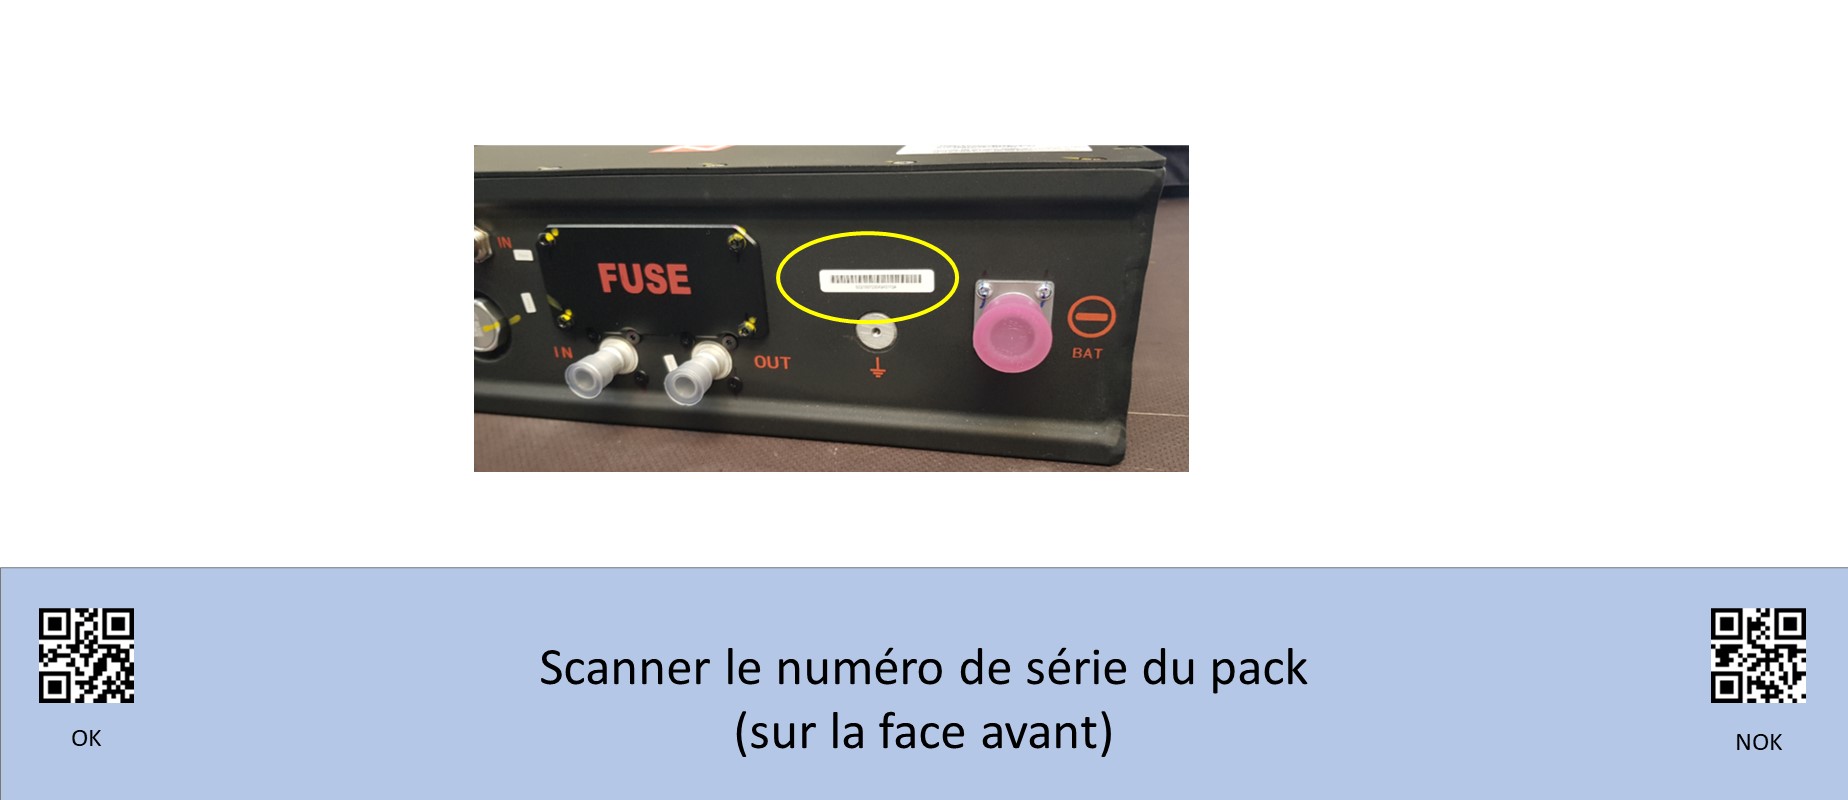 IN
FUSE
IN
OUT
BAT
Scanner le numéro de série du pack
(sur la face avant)
OK
NOK